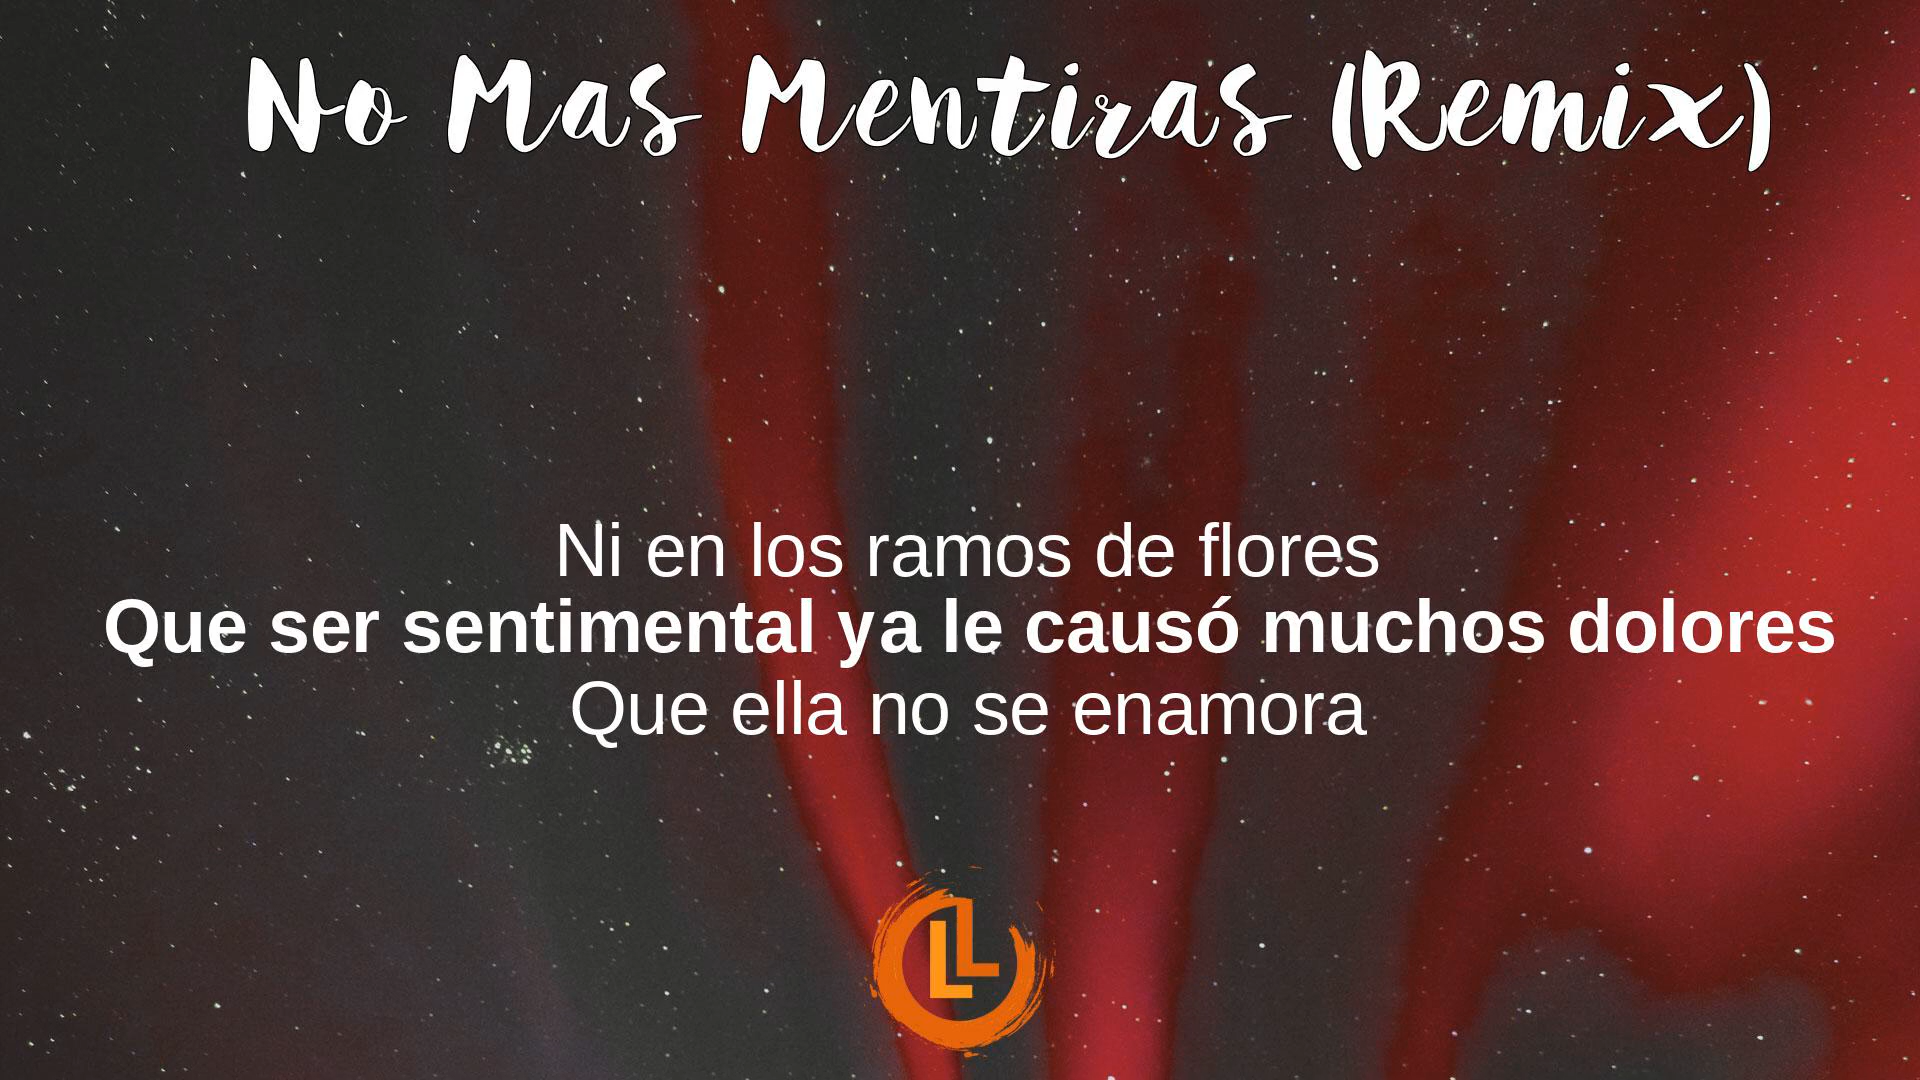 No Mas Mentiras (Remix)
Ni en los ramos de flores
Que ser sentimental ya le causó muchos dolores
Que ella no se enamora
LL